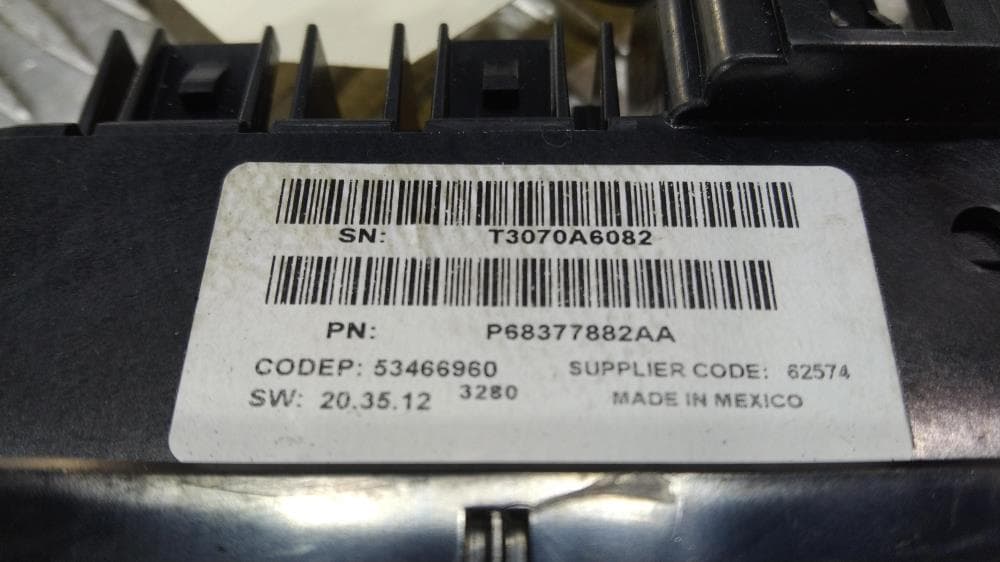 SN: T3070A6082
PN: P68377882AA
CODEP: 53466960 SUPPLIER CODE: 62574
SW: 20.35.12 3280 MADE IN MEXICO